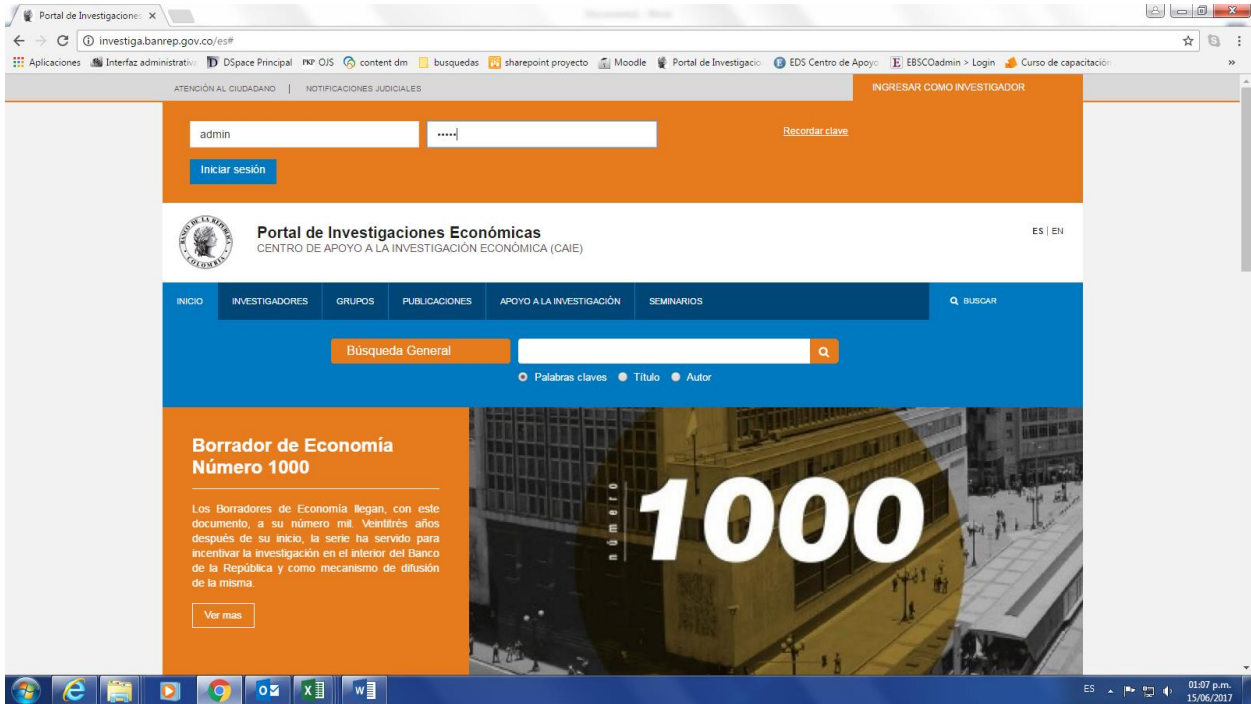 Portal de Investigaciones
investiga.banrep.gov.co/es#
Aplicaciones Interfaz administrativ DSpace Principal PKP OJS content dm busquedas sharepoint proyecto Moodle Portal de Investigacio EDS Centro de Apoyo EBSCOadmin > Login Curso de capacitación »
ATENCIÓN AL CIUDADANO | NOTIFICACIONES JUDICIALES INGRESAR COMO INVESTIGADOR
admin ••••• Recordar clave
Iniciar sesión
Portal de Investigaciones Económicas
CENTRO DE APOYO A LA INVESTIGACIÓN ECONÓMICA (CAIE)
ES | EN
BANCO DE LA REPUBLICA COLOMBIA
INICIO INVESTIGADORES GRUPOS PUBLICACIONES APOYO A LA INVESTIGACIÓN SEMINARIOS BUSCAR
Búsqueda General
Palabras claves Título Autor
Borrador de Economía
Número 1000
Los Borradores de Economía llegan, con este
documento, a su número mil. Veintitrés años
después de su inicio, la serie ha servido para
incentivar la investigación en el interior del Banco
de la República y como mecanismo de difusión
de la misma.
Ver mas
número
1000
ES 01:07 p.m.
15/06/2017